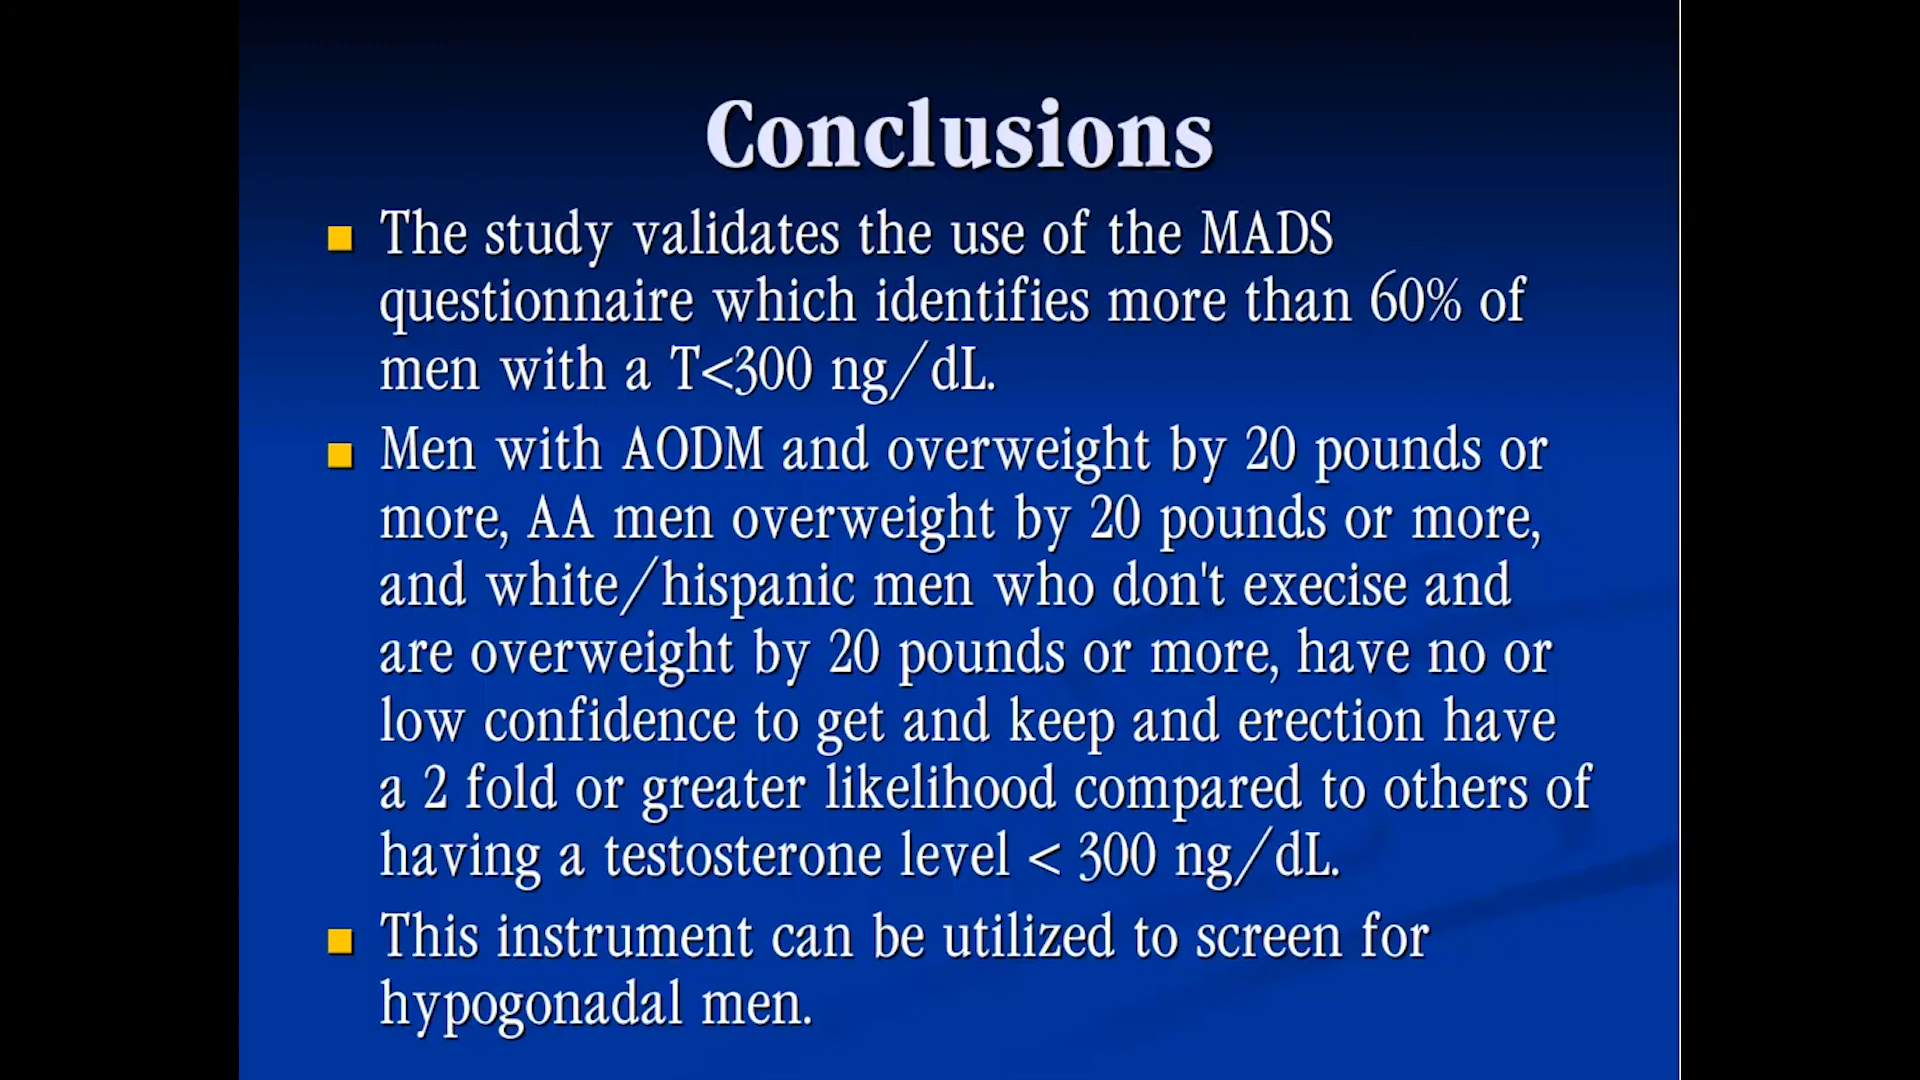 Conclusions
The study validates the use of the MADS
questionnaire which identifies more than 60% of
men with a T<300 ng/dL.
Men with AODM and overweight by 20 pounds or
more, AA men overweight by 20 pounds or more,
and white/hispanic men who don't execise and
are overweight by 20 pounds or more, have no or
low confidence to get and keep and erection have
a 2 fold or greater likelihood compared to others of
having a testosterone level < 300 ng/dL.
This instrument can be utilized to screen for
hypogonadal men.